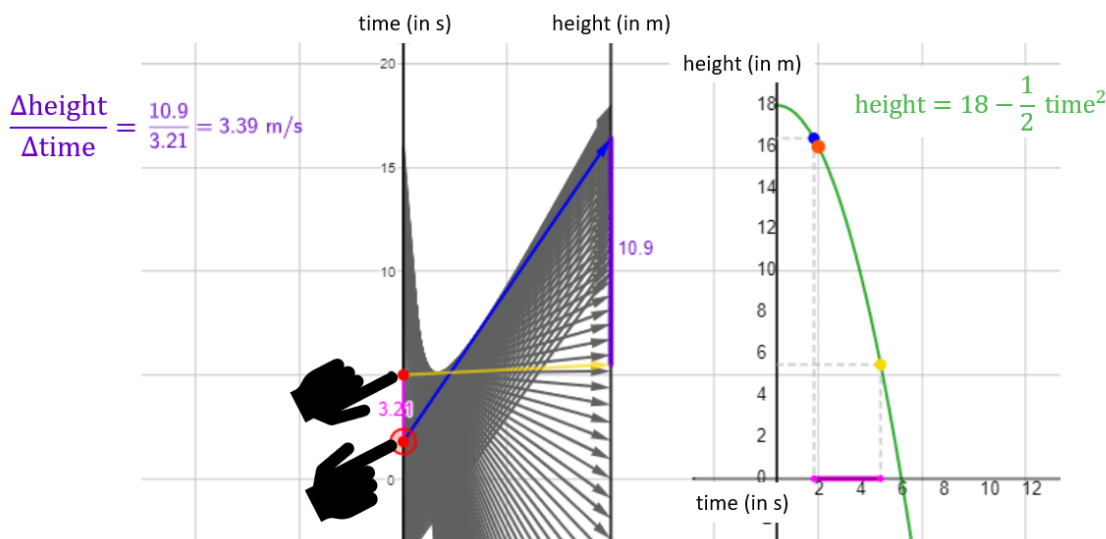 time (in s)
height (in m)
20
15
10
0
Δheight
Δtime
=
10.9
3.21
= 3.39 m/s
10.9
3.21
height (in m)
height = 18 − 1/2 time²
18
16
14
12
10
8
6
4
2
0
2 4 6 8 10 12
time (in s)